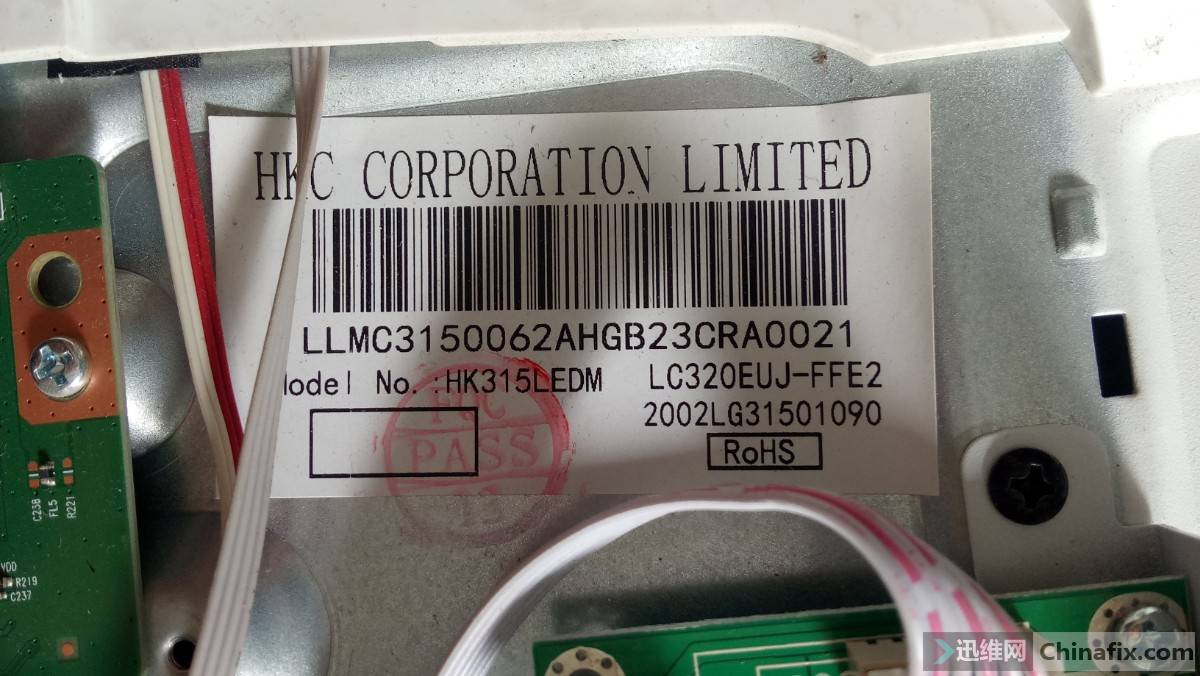 HKC CORPORATION LIMITED
LLMC3150062AHGB23CRA0021
Model No.:HK315LEDM LC320EUJ-FFE2
2002LG31501090
PASS
RoHS
C238
FL5
R221
VDD
R219
C237
迅维网 Chinafix.com